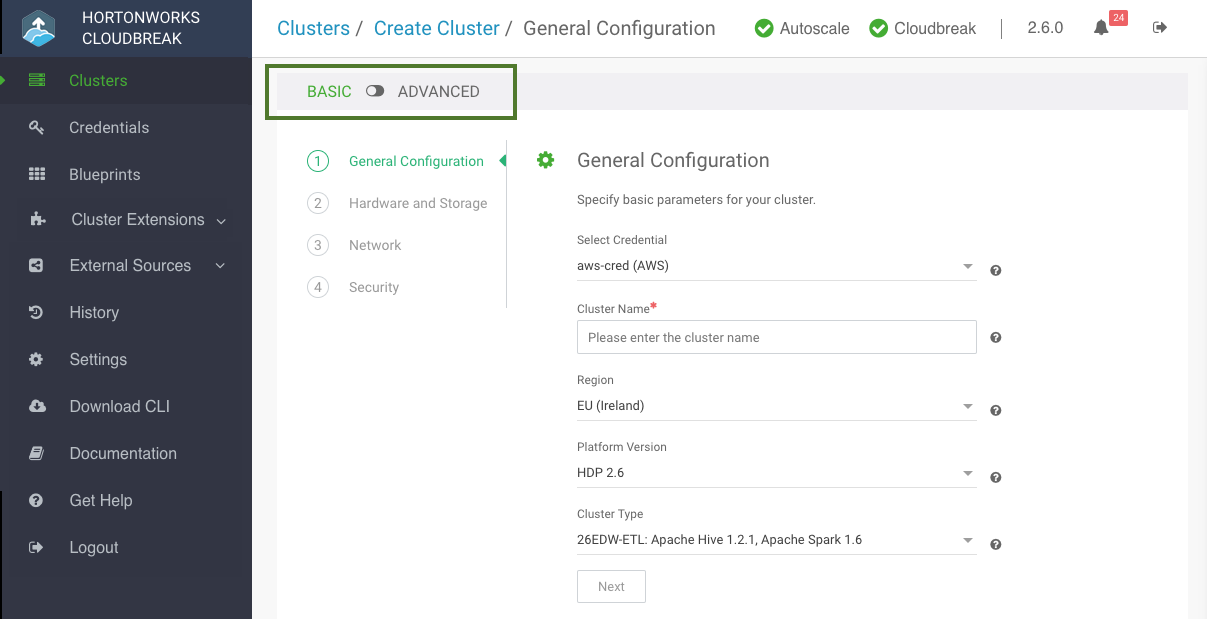 HORTONWORKS
CLOUDBREAK
Clusters
Credentials
Blueprints
Cluster Extensions
External Sources
History
Settings
Download CLI
Documentation
Get Help
Logout
Clusters / Create Cluster / General Configuration
Autoscale
Cloudbreak
2.6.0
24
BASIC ADVANCED
1 General Configuration
2 Hardware and Storage
3 Network
4 Security
General Configuration
Specify basic parameters for your cluster.
Select Credential
aws-cred (AWS)
Cluster Name*
Please enter the cluster name
Region
EU (Ireland)
Platform Version
HDP 2.6
Cluster Type
26EDW-ETL: Apache Hive 1.2.1, Apache Spark 1.6
Next